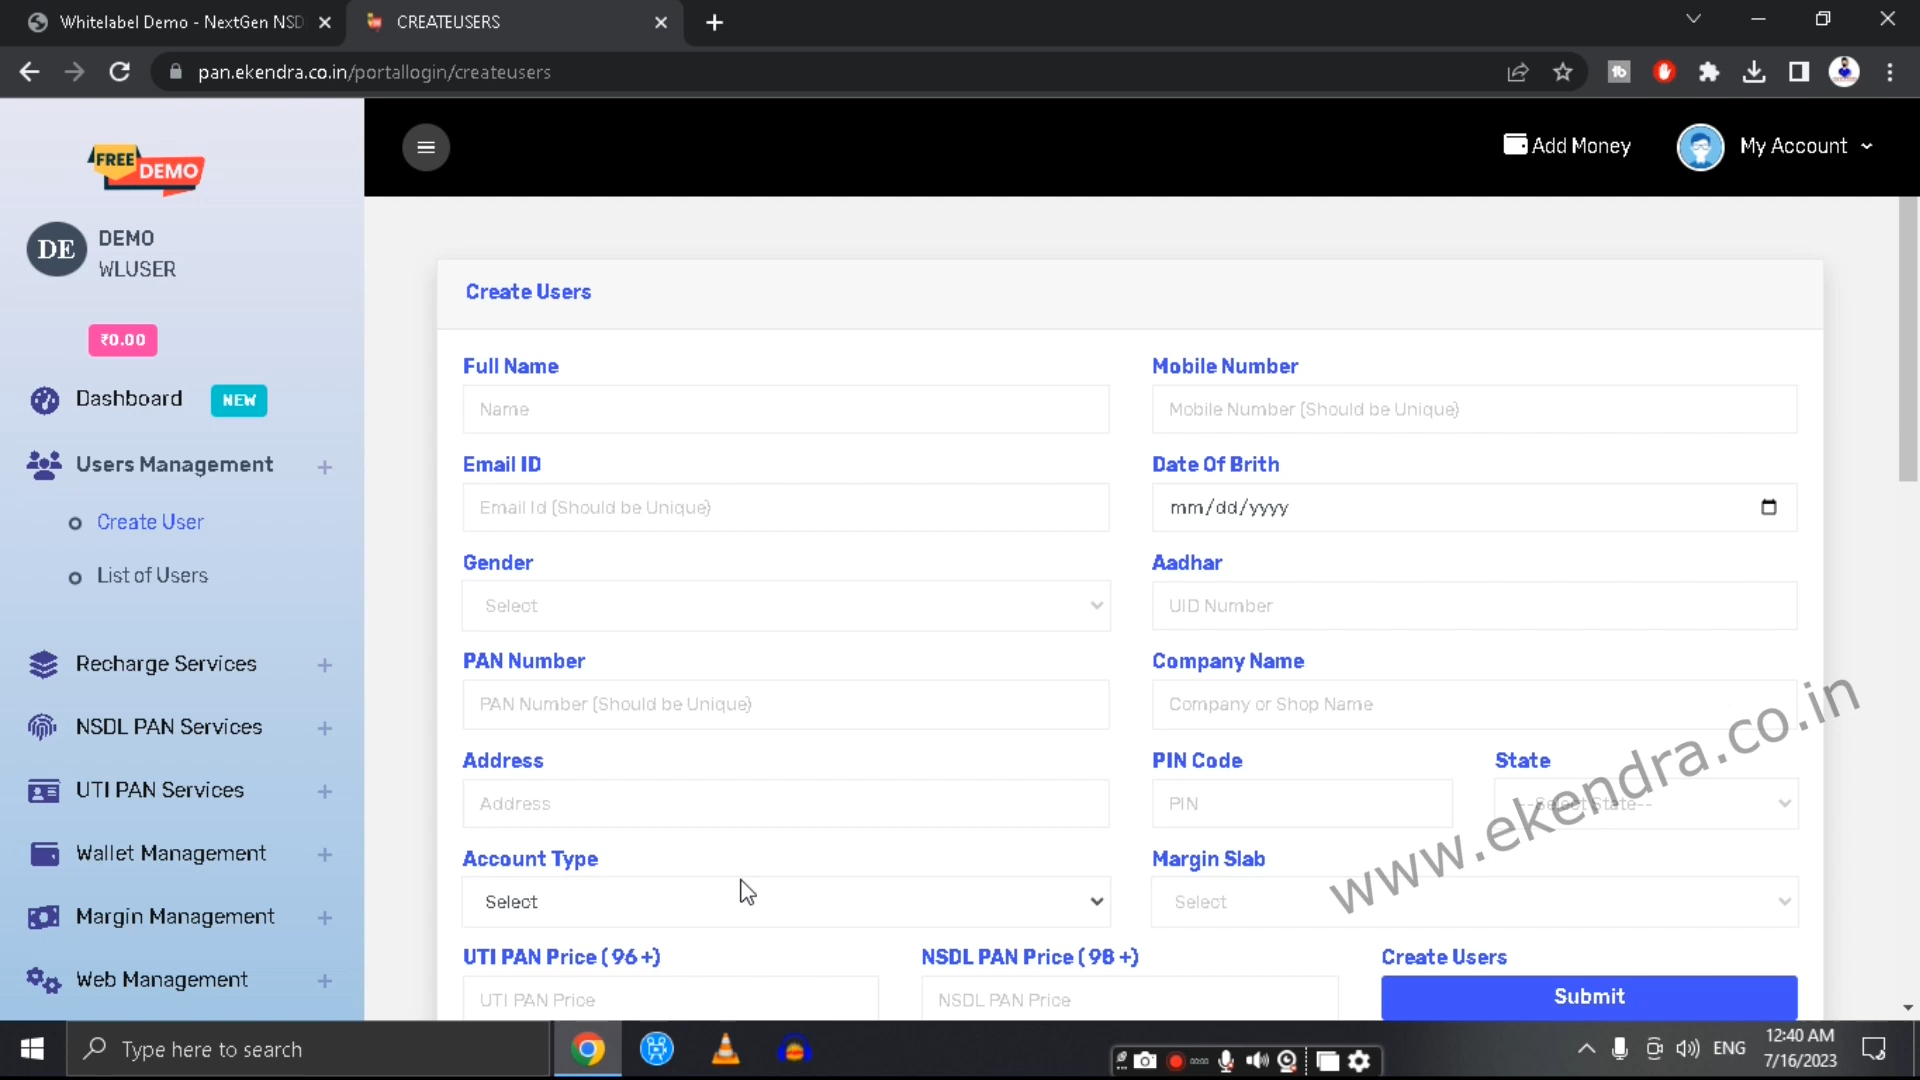 Whitelabel Demo - NextGen NSD
CREATEUSERS
pan.ekendra.co.in/portallogin/createusers
FREE
DEMO
Add Money
My Account
DE
DEMO
WLUSER
₹0.00
Dashboard NEW
Users Management
Create User
List of Users
Recharge Services
NSDL PAN Services
UTI PAN Services
Wallet Management
Margin Management
Web Management
Create Users
Full Name
Name
Mobile Number
Mobile Number (Should be Unique)
Email ID
Email Id (Should be Unique)
Date Of Brith
mm/dd/yyyy
Gender
Select
Aadhar
UID Number
PAN Number
PAN Number (Should be Unique)
Company Name
Company or Shop Name
Address
Address
PIN Code
PIN
State
--Select State--
Account Type
Select
Margin Slab
Select
UTI PAN Price ( 96 +)
UTI PAN Price
NSDL PAN Price ( 98 +)
NSDL PAN Price
Create Users
Submit
www.ekendra.co.in
Type here to search
ENG
12:40 AM
7/16/2023